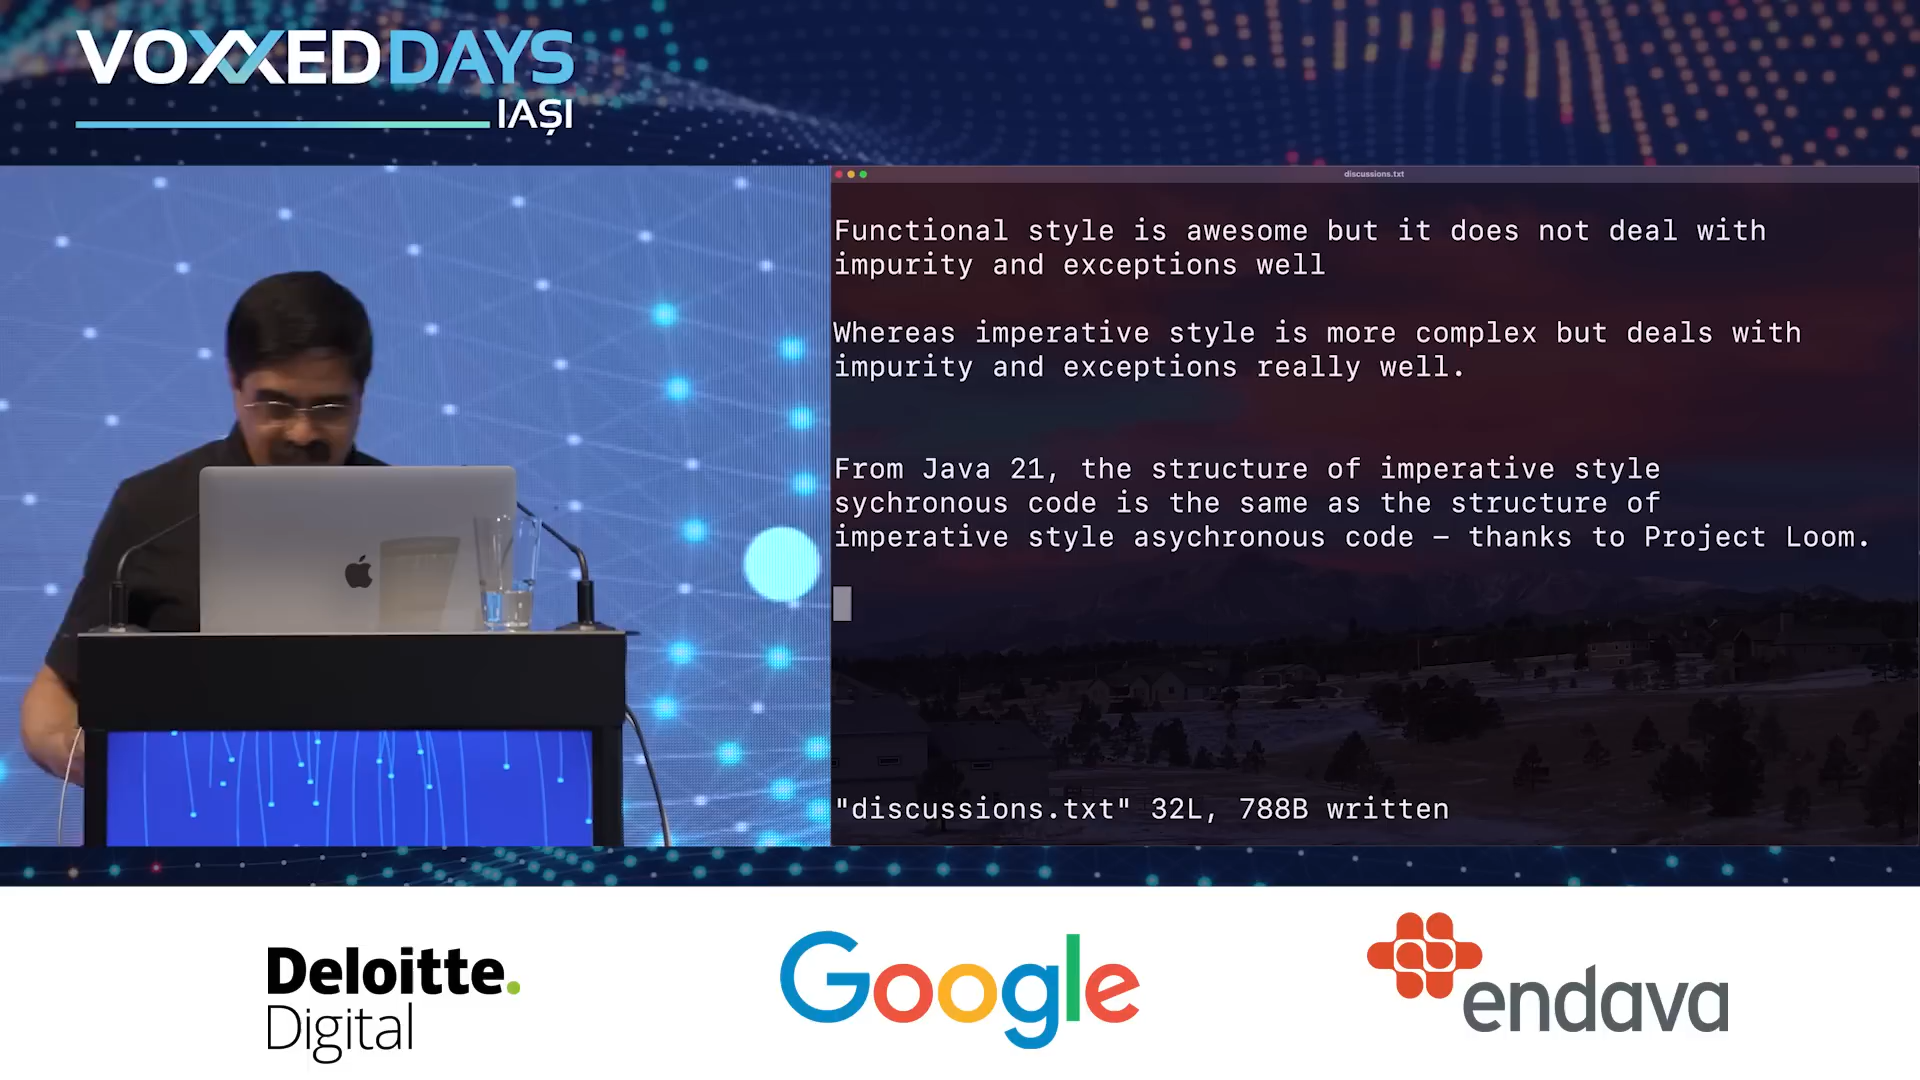 VOXXEDDAYS
IAȘI
discussions.txt
Functional style is awesome but it does not deal with
impurity and exceptions well
Whereas imperative style is more complex but deals with
impurity and exceptions really well.
From Java 21, the structure of imperative style
sychronous code is the same as the structure of
imperative style asychronous code – thanks to Project Loom.
"discussions.txt" 32L, 788B written
Deloitte.
Digital
Google
endava